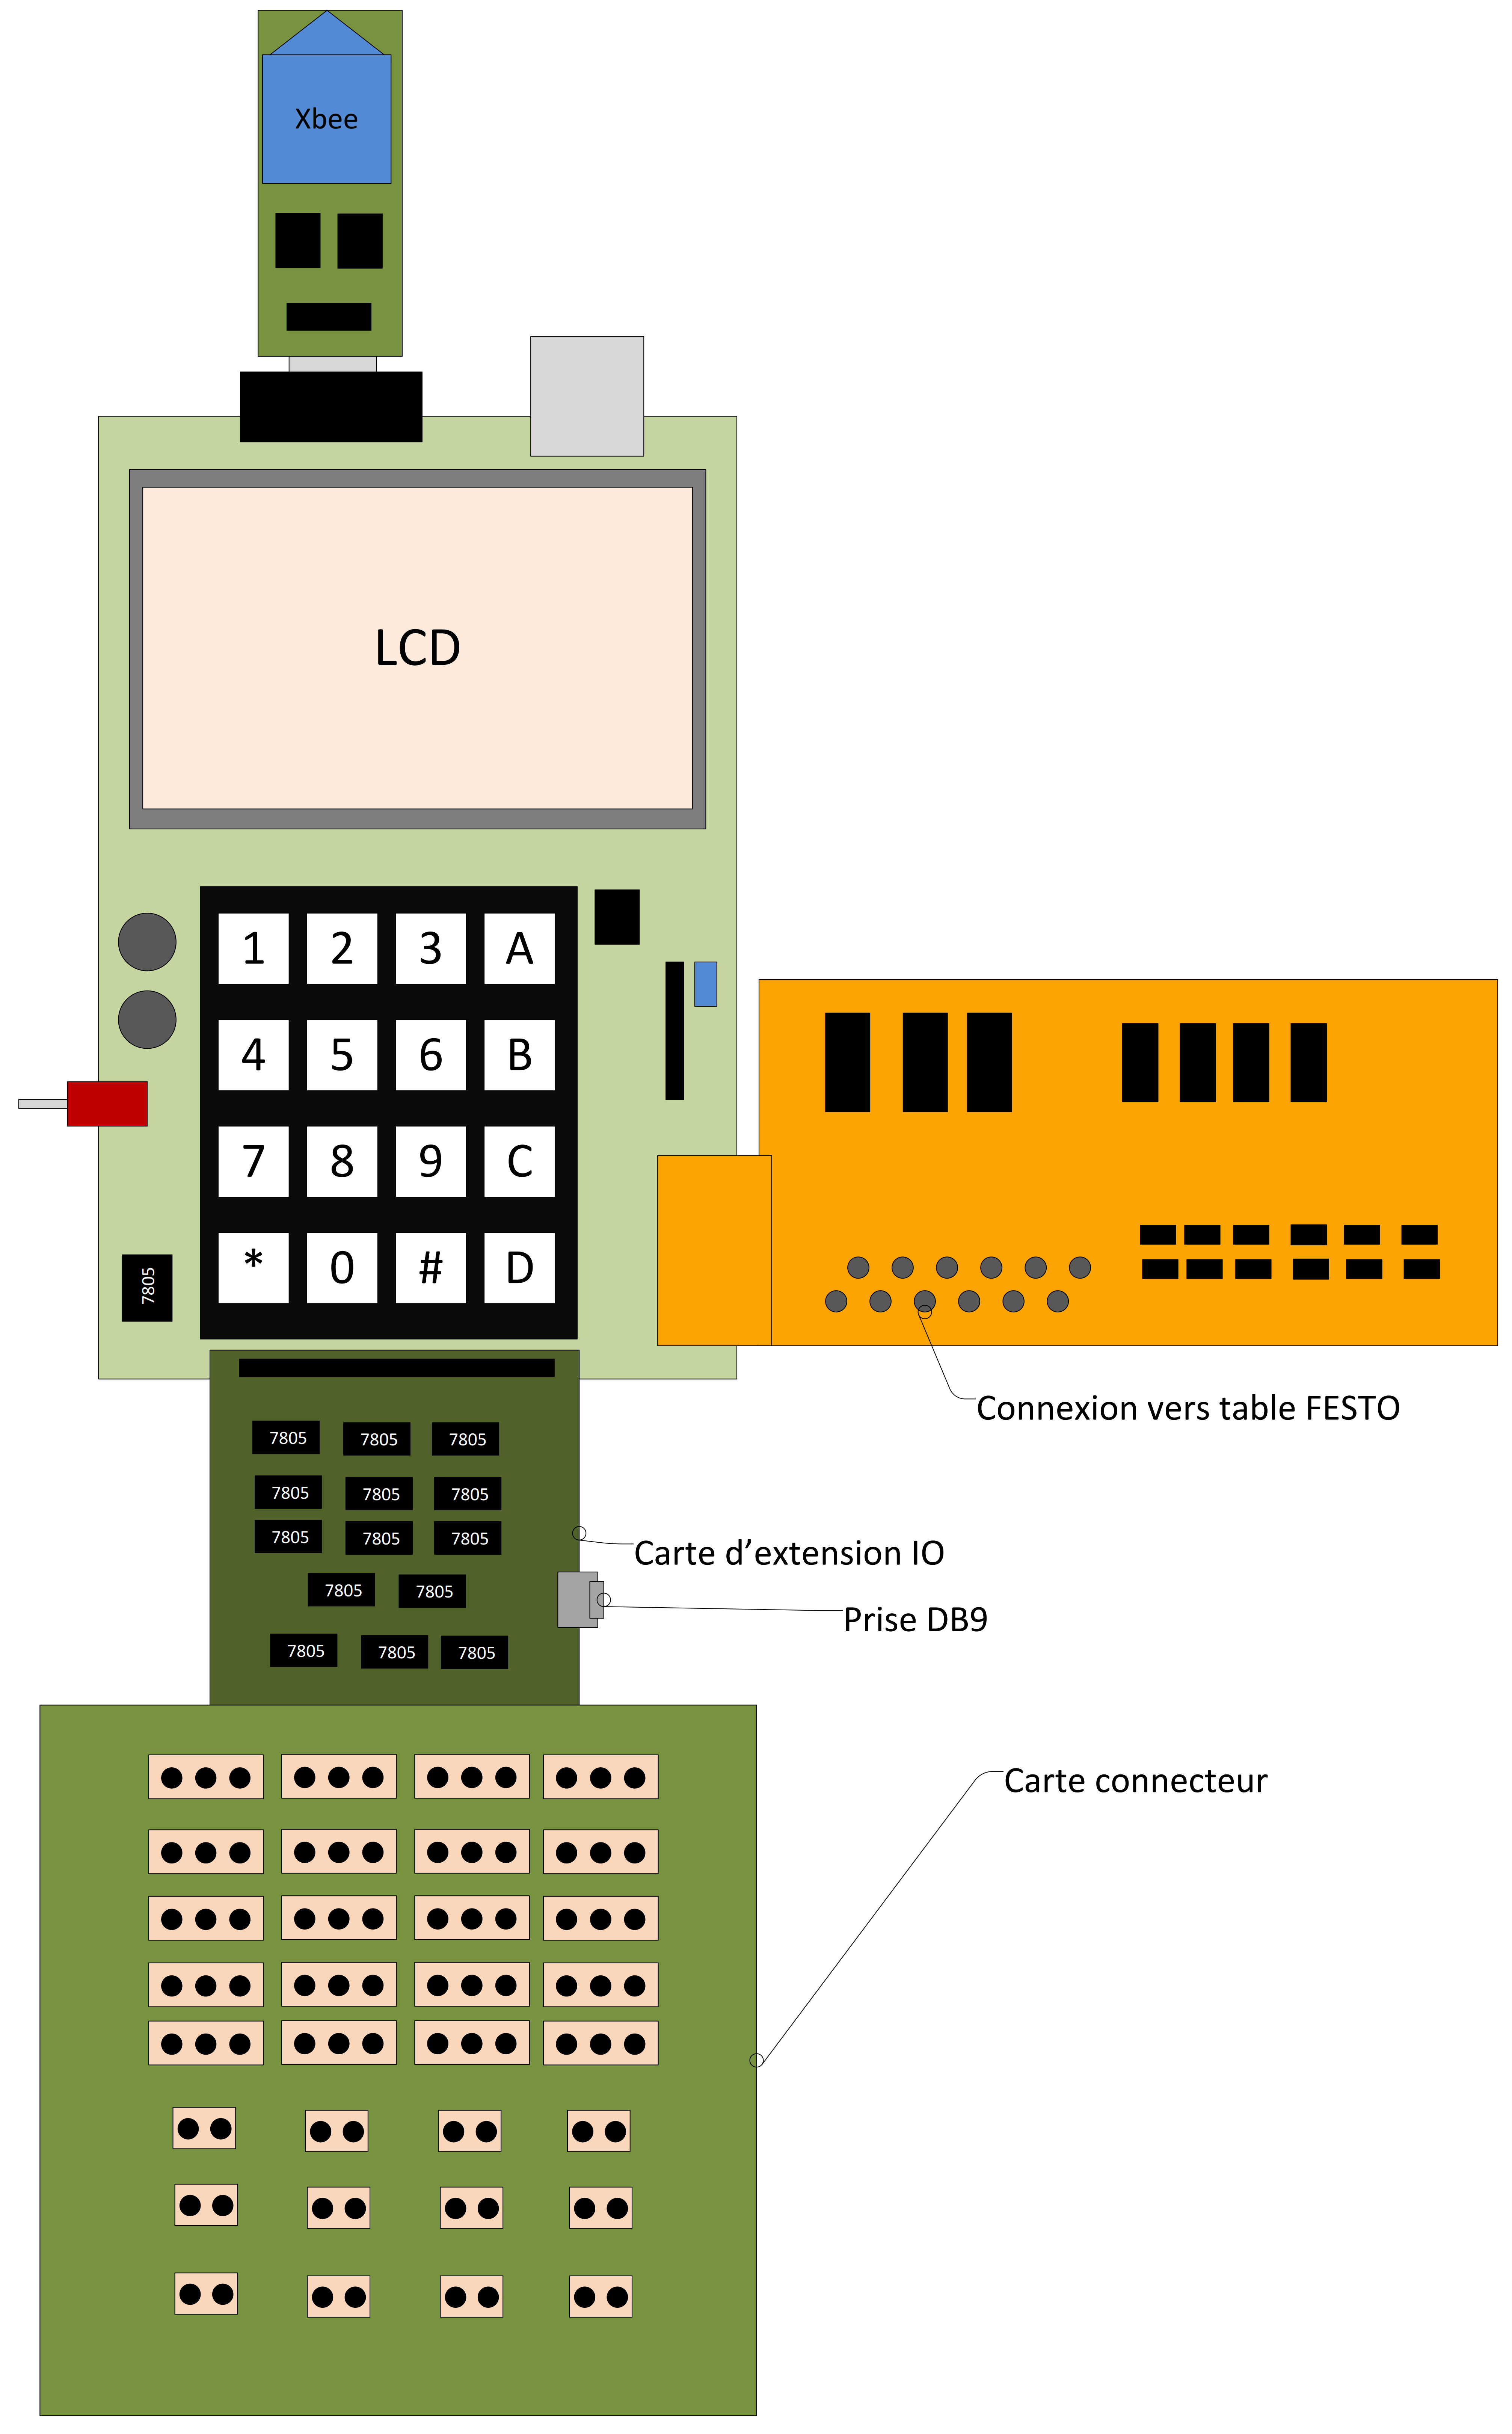 Xbee
LCD
1 2 3 A
4 5 6 B
7 8 9 C
* 0 # D
7805
Connexion vers table FESTO
7805 7805 7805
7805 7805 7805
7805 7805 7805
7805 7805
7805 7805 7805
Carte d’extension IO
Prise DB9
Carte connecteur